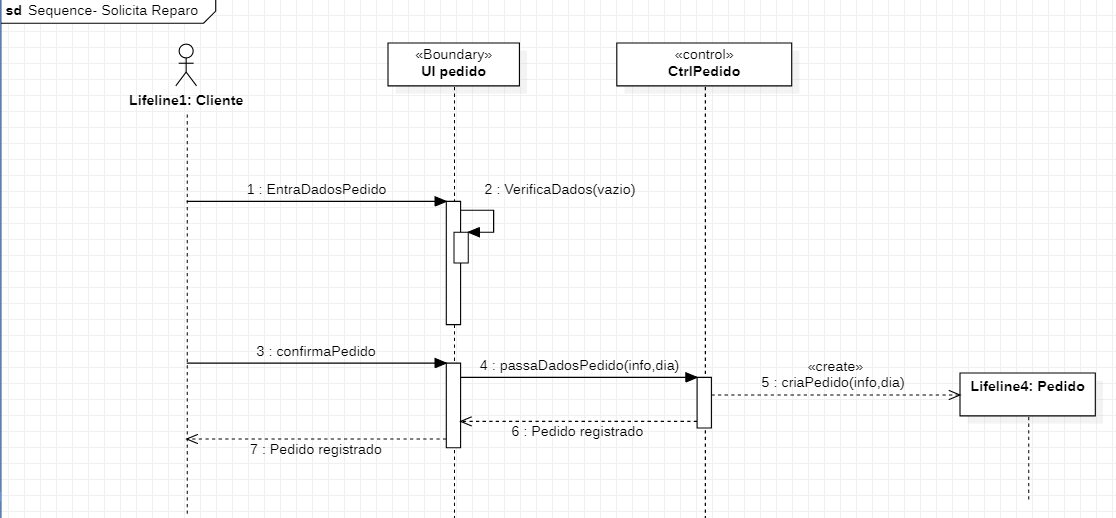 sd Sequence- Solicita Reparo
«Boundary»
UI pedido
«control»
CtrlPedido
Lifeline1: Cliente
1 : EntraDadosPedido
2 : VerificaDados(vazio)
3 : confirmaPedido
4 : passaDadosPedido(info,dia)
«create»
5 : criaPedido(info,dia)
Lifeline4: Pedido
6 : Pedido registrado
7 : Pedido registrado